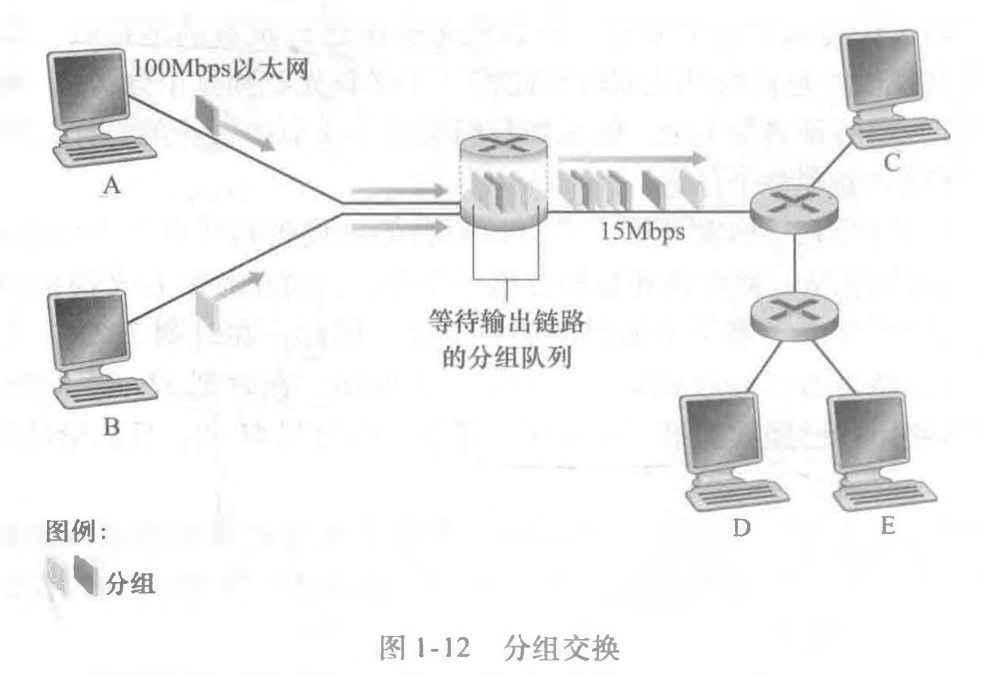 100Mbps以太网
A
C
15Mbps
等待输出链路
的分组队列
B
D
E
图例:
分组
图1-12 分组交换